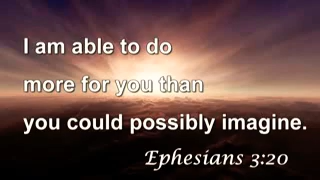 I am able to do
more for you than
you could possibly imagine.
Ephesians 3:20